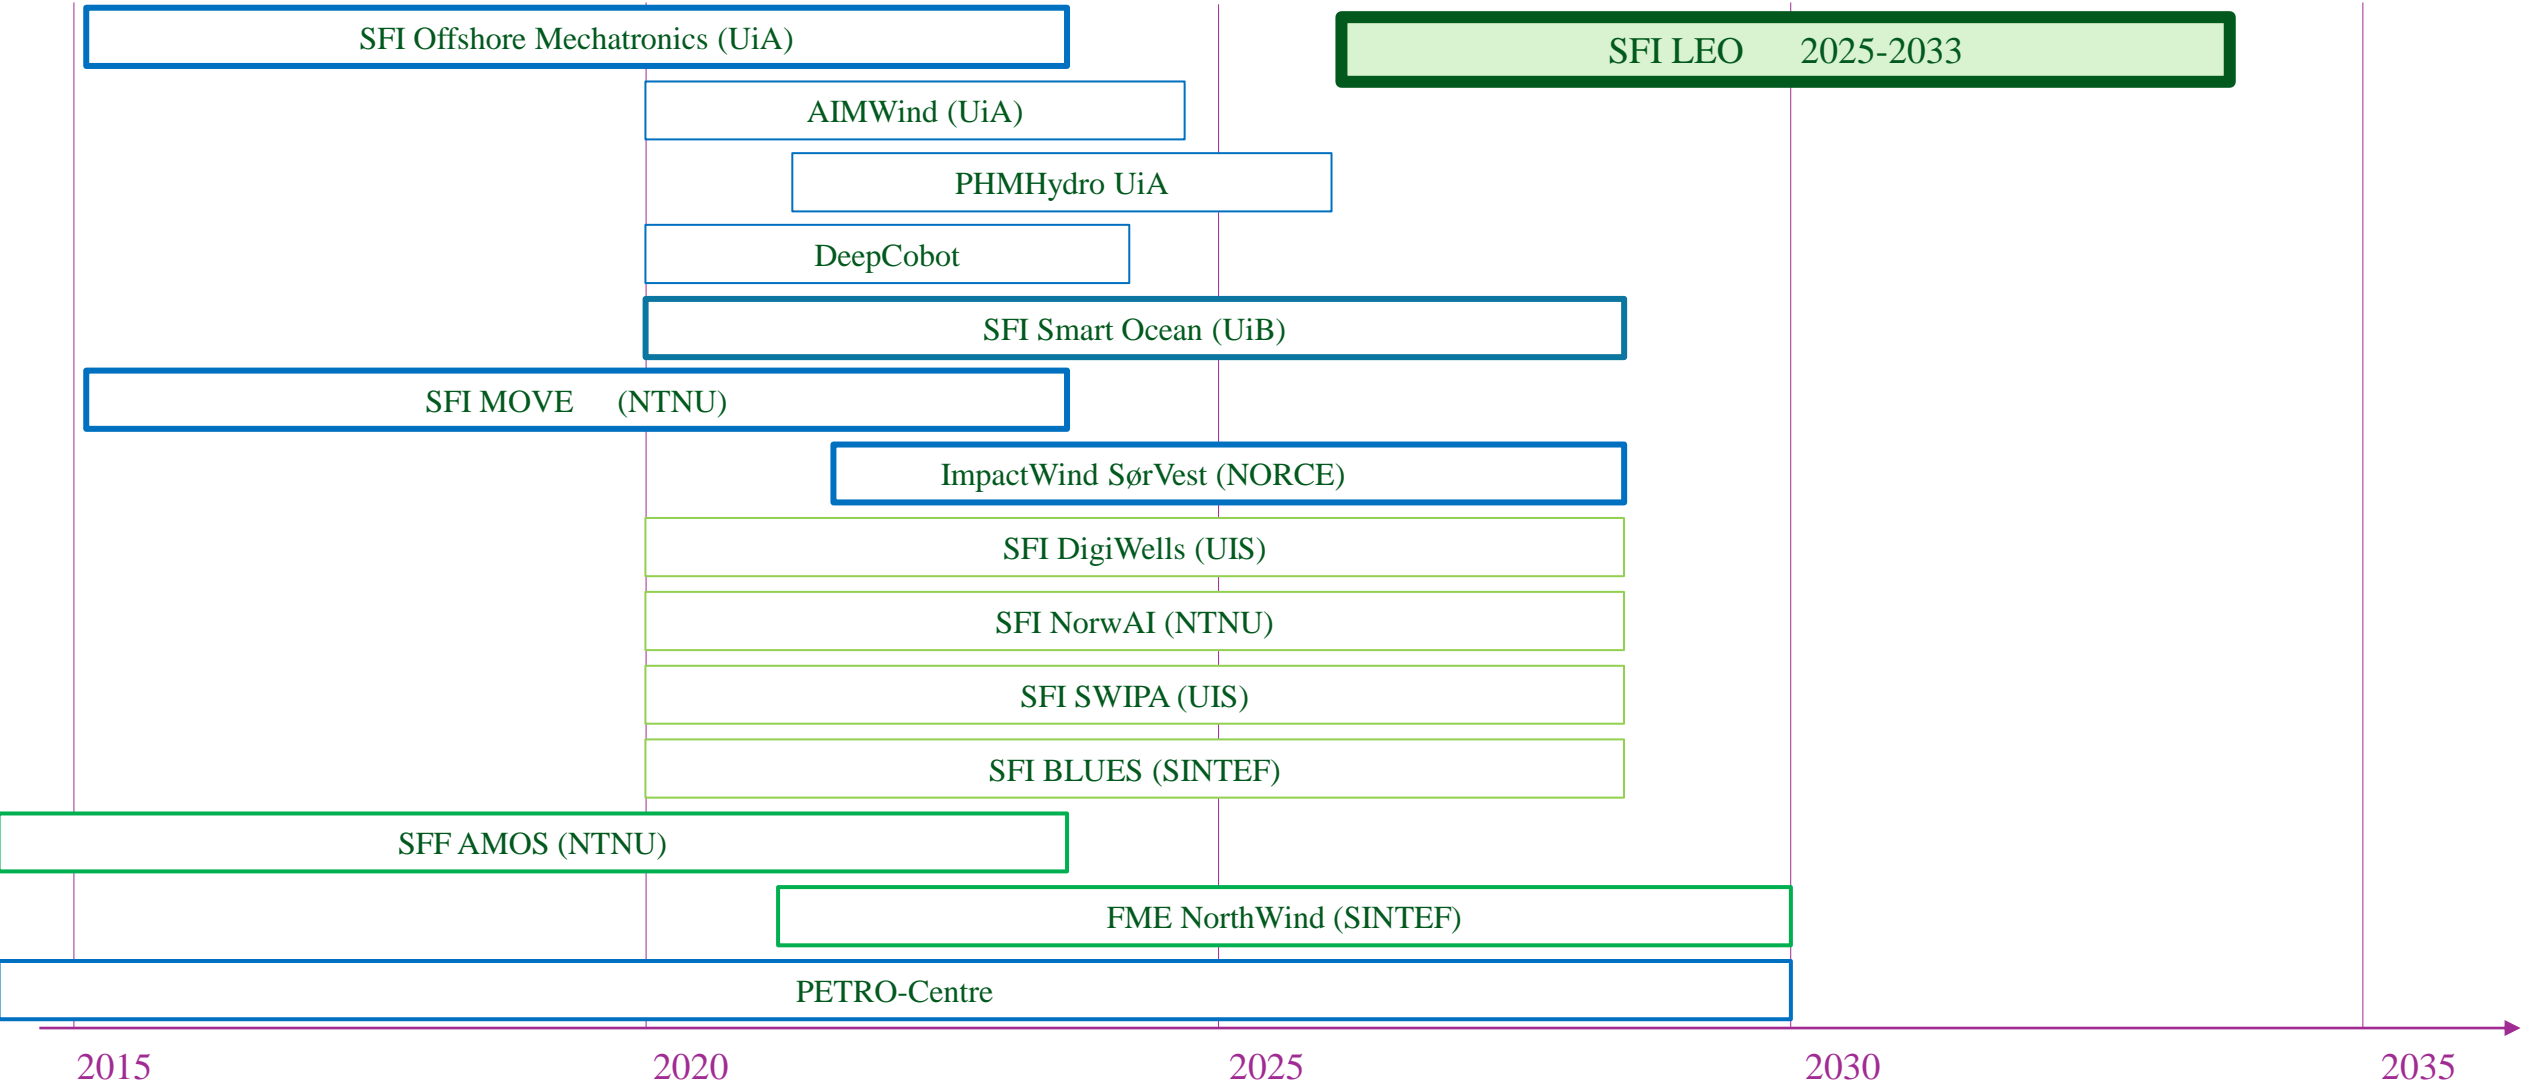 SFI Offshore Mechatronics (UiA)
SFI LEO 2025-2033
AIMWind (UiA)
PHMHydro UiA
DeepCobot
SFI Smart Ocean (UiB)
SFI MOVE (NTNU)
ImpactWind SørVest (NORCE)
SFI DigiWells (UIS)
SFI NorwAI (NTNU)
SFI SWIPA (UIS)
SFI BLUES (SINTEF)
SFF AMOS (NTNU)
FME NorthWind (SINTEF)
PETRO-Centre
2015 2020 2025 2030 2035